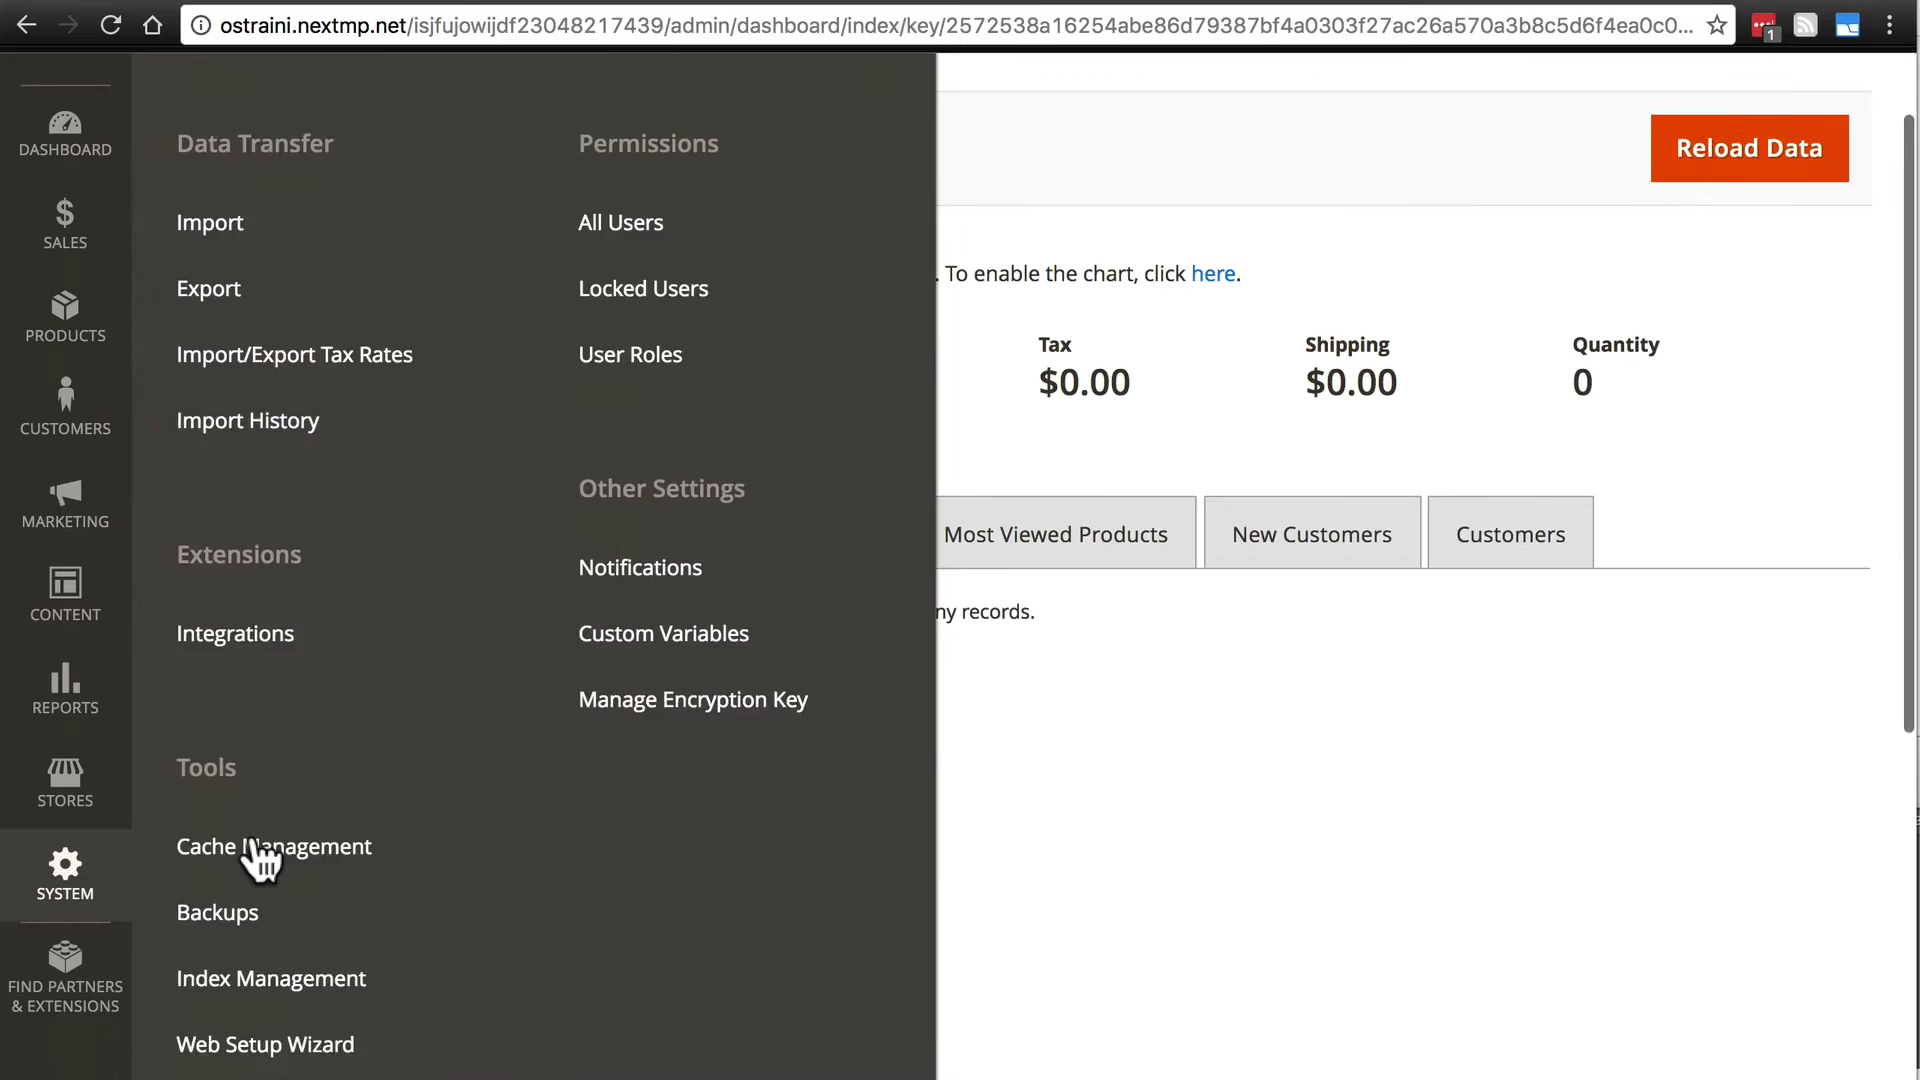 ostraini.nextmp.net/isjfujowijdf23048217439/admin/dashboard/index/key/2572538a16254abe86d79387bf4a0303f27ac26a570a3b8c5d6f4ea0c0...
1
DASHBOARD
SALES
PRODUCTS
CUSTOMERS
MARKETING
CONTENT
REPORTS
STORES
SYSTEM
FIND PARTNERS
& EXTENSIONS
Data Transfer
Import
Export
Import/Export Tax Rates
Import History
Extensions
Integrations
Tools
Cache Management
Backups
Index Management
Web Setup Wizard
Permissions
All Users
Locked Users
User Roles
Other Settings
Notifications
Custom Variables
Manage Encryption Key
Reload Data
. To enable the chart, click here.
Tax
$0.00
Shipping
$0.00
Quantity
0
Most Viewed Products
New Customers
Customers
ny records.